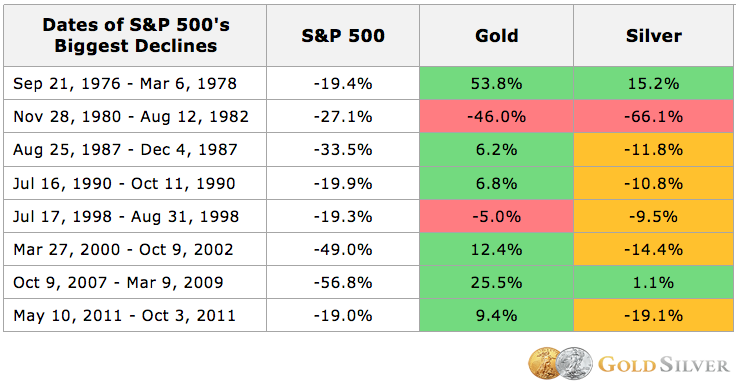 Dates of S&P 500's
Biggest Declines
S&P 500
Gold
Silver
Sep 21, 1976 - Mar 6, 1978 -19.4% 53.8% 15.2%
Nov 28, 1980 - Aug 12, 1982 -27.1% -46.0% -66.1%
Aug 25, 1987 - Dec 4, 1987 -33.5% 6.2% -11.8%
Jul 16, 1990 - Oct 11, 1990 -19.9% 6.8% -10.8%
Jul 17, 1998 - Aug 31, 1998 -19.3% -5.0% -9.5%
Mar 27, 2000 - Oct 9, 2002 -49.0% 12.4% -14.4%
Oct 9, 2007 - Mar 9, 2009 -56.8% 25.5% 1.1%
May 10, 2011 - Oct 3, 2011 -19.0% 9.4% -19.1%
GOLDSILVER